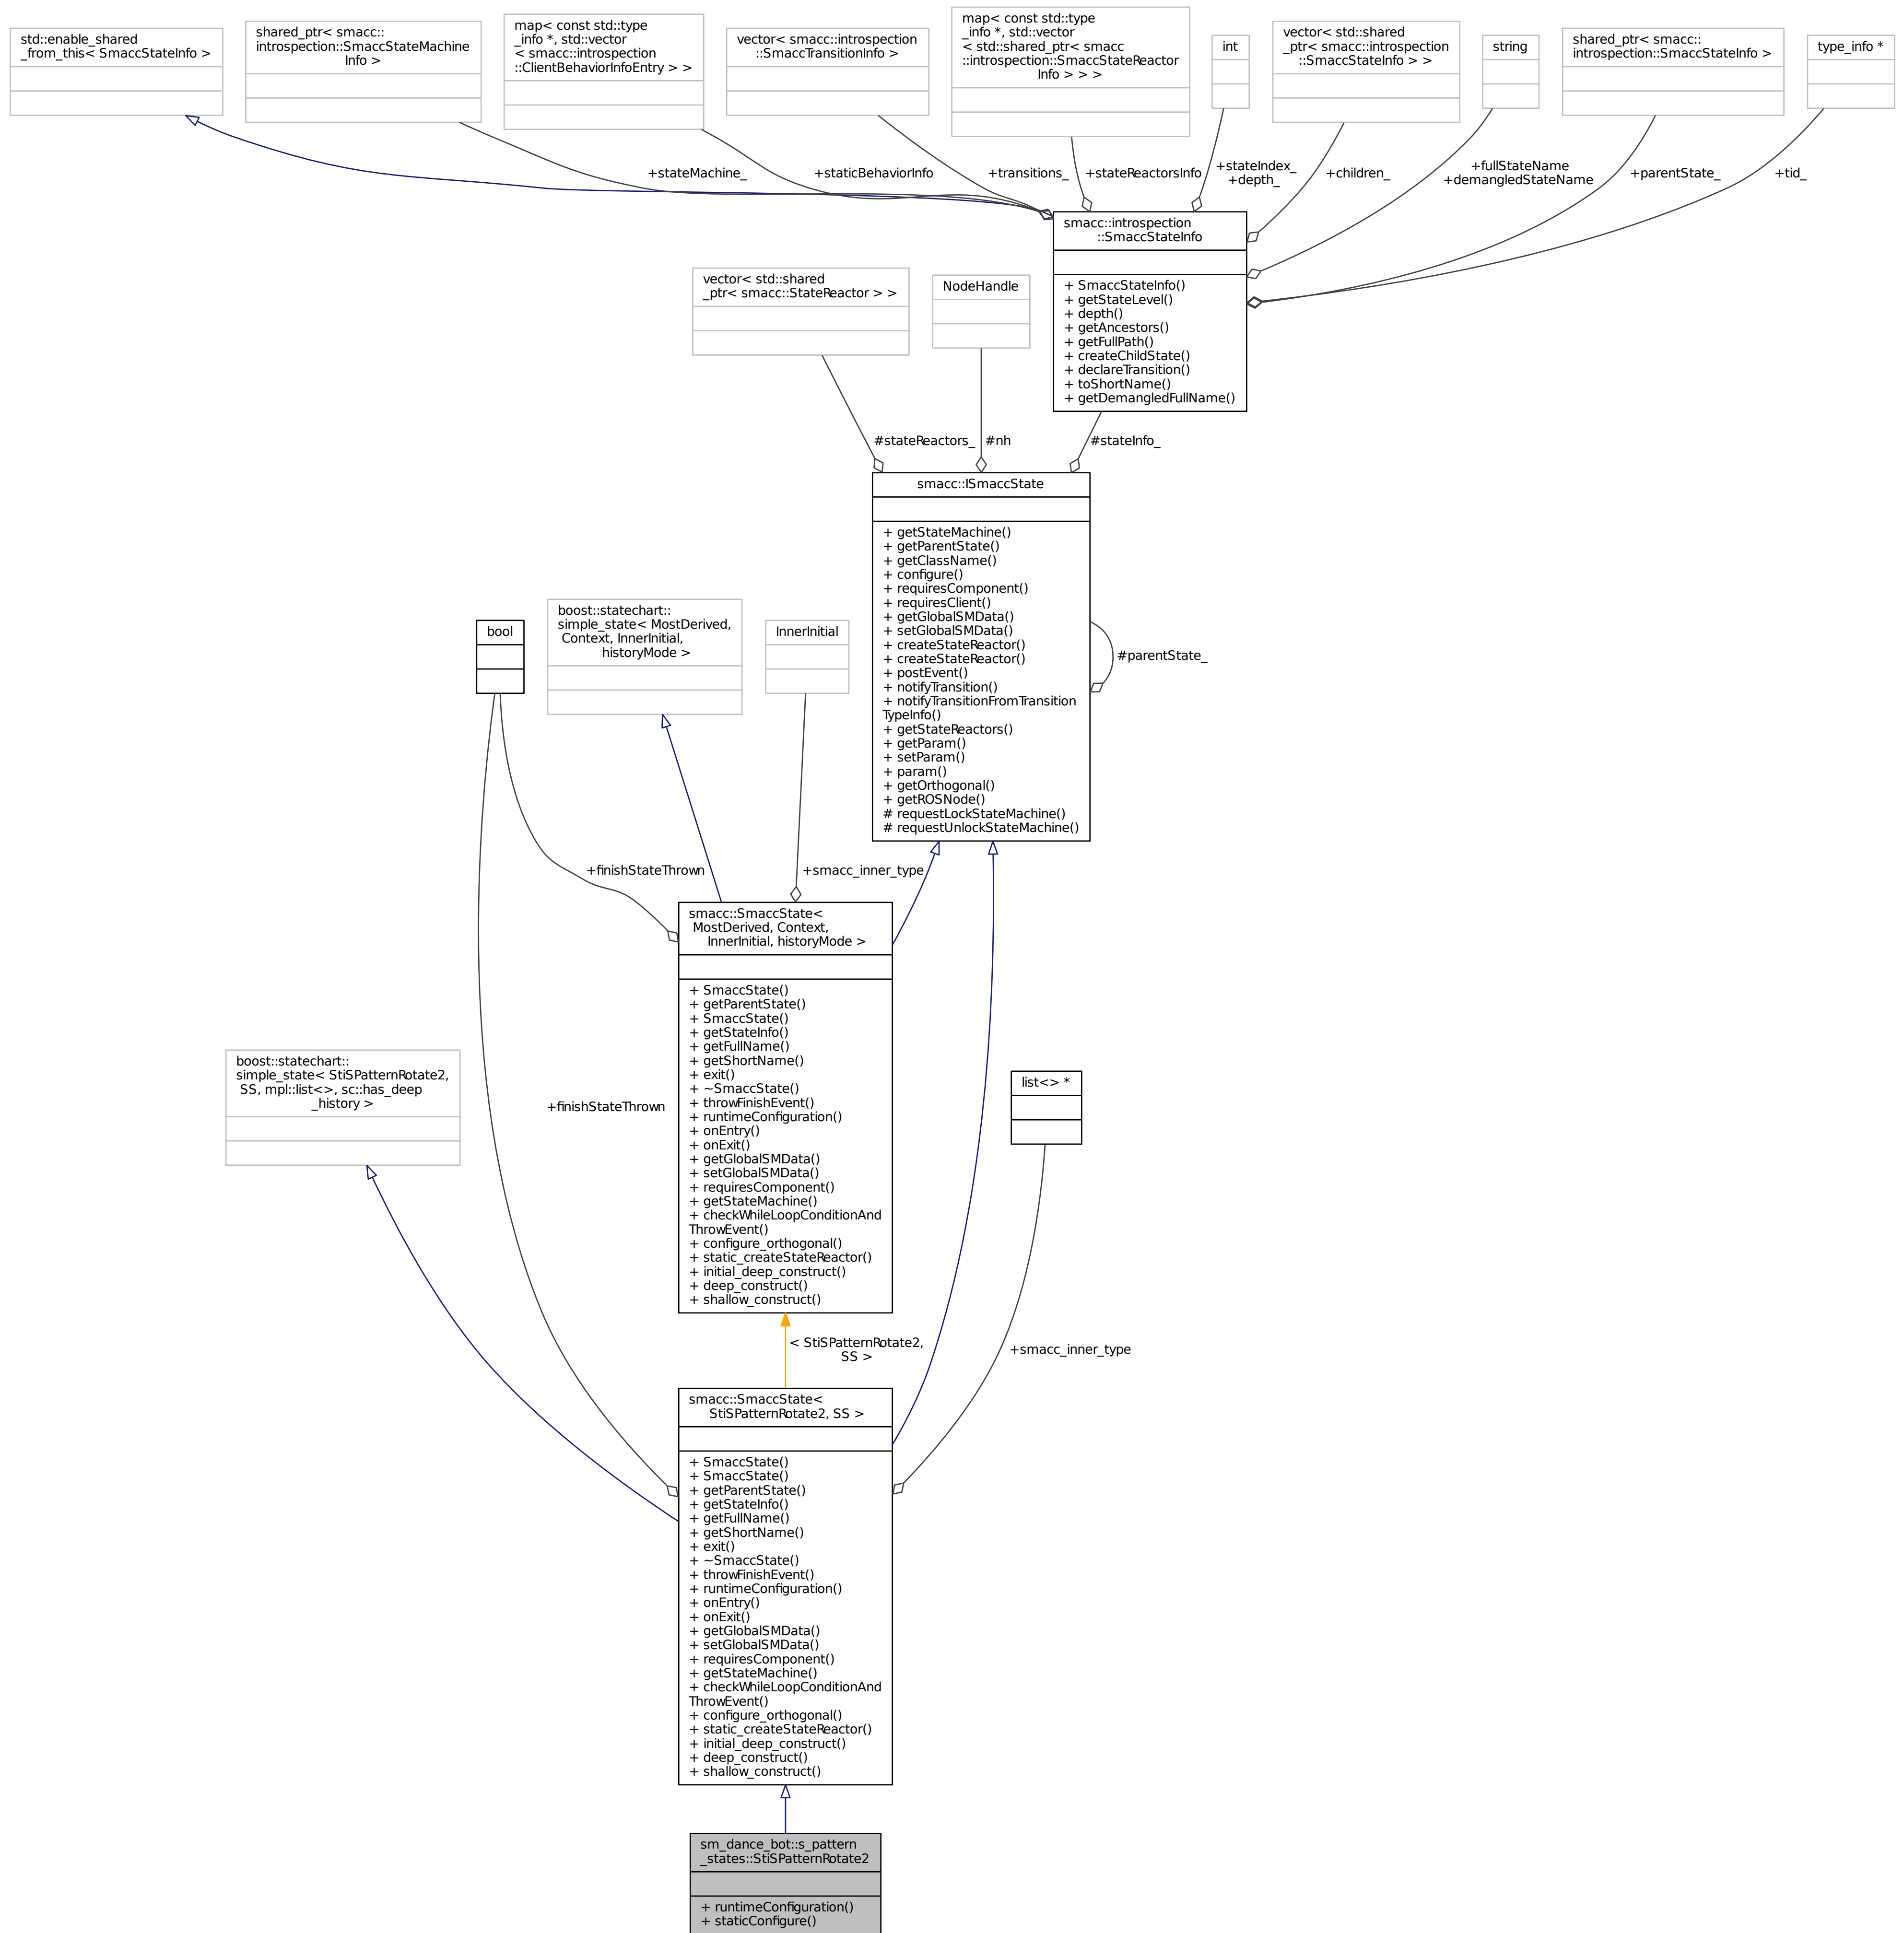 std::enable_shared
_from_this< SmaccStateInfo >
shared_ptr< smacc::
introspection::SmaccStateMachine
Info >
map< const std::type
_info *, std::vector
< smacc::introspection
::ClientBehaviorInfoEntry > >
vector< smacc::introspection
::SmaccTransitionInfo >
map< const std::type
_info *, std::vector
< std::shared_ptr< smacc
::introspection::SmaccStateReactor
Info > > >
int
vector< std::shared
_ptr< smacc::introspection
::SmaccStateInfo > >
string
shared_ptr< smacc::
introspection::SmaccStateInfo >
type_info *
+stateMachine_
+staticBehaviorInfo
+transitions_
+stateReactorsInfo
+stateIndex_
+depth_
+children_
+fullStateName
+demangledStateName
+parentState_
+tid_
smacc::introspection
::SmaccStateInfo
+ SmaccStateInfo()
+ getStateLevel()
+ depth()
+ getAncestors()
+ getFullPath()
+ createChildState()
+ declareTransition()
+ toShortName()
+ getDemangledFullName()
vector< std::shared
_ptr< smacc::StateReactor > >
NodeHandle
#stateReactors_
#nh
#stateInfo_
smacc::ISmaccState
+ getStateMachine()
+ getParentState()
+ getClassName()
+ configure()
+ requiresComponent()
+ requiresClient()
+ getGlobalSMData()
+ setGlobalSMData()
+ createStateReactor()
+ createStateReactor()
+ postEvent()
+ notifyTransition()
+ notifyTransitionFromTransition
TypeInfo()
+ getStateReactors()
+ getParam()
+ setParam()
+ param()
+ getOrthogonal()
+ getROSNode()
# requestLockStateMachine()
# requestUnlockStateMachine()
#parentState_
bool
boost::statechart::
simple_state< MostDerived,
Context, InnerInitial,
historyMode >
InnerInitial
+finishStateThrown
+smacc_inner_type
smacc::SmaccState<
MostDerived, Context,
InnerInitial, historyMode >
+ SmaccState()
+ getParentState()
+ SmaccState()
+ getStateInfo()
+ getFullName()
+ getShortName()
+ exit()
+ ~SmaccState()
+ throwFinishEvent()
+ runtimeConfiguration()
+ onEntry()
+ onExit()
+ getGlobalSMData()
+ setGlobalSMData()
+ requiresComponent()
+ getStateMachine()
+ checkWhileLoopConditionAnd
ThrowEvent()
+ configure_orthogonal()
+ static_createStateReactor()
+ initial_deep_construct()
+ deep_construct()
+ shallow_construct()
boost::statechart::
simple_state< StiSPatternRotate2,
SS, mpl::list<>, sc::has_deep
_history >
+finishStateThrown
list<> *
< StiSPatternRotate2,
SS >
+smacc_inner_type
smacc::SmaccState<
StiSPatternRotate2, SS >
+ SmaccState()
+ SmaccState()
+ getParentState()
+ getStateInfo()
+ getFullName()
+ getShortName()
+ exit()
+ ~SmaccState()
+ throwFinishEvent()
+ runtimeConfiguration()
+ onEntry()
+ onExit()
+ getGlobalSMData()
+ setGlobalSMData()
+ requiresComponent()
+ getStateMachine()
+ checkWhileLoopConditionAnd
ThrowEvent()
+ configure_orthogonal()
+ static_createStateReactor()
+ initial_deep_construct()
+ deep_construct()
+ shallow_construct()
sm_dance_bot::s_pattern
_states::StiSPatternRotate2
+ runtimeConfiguration()
+ staticConfigure()